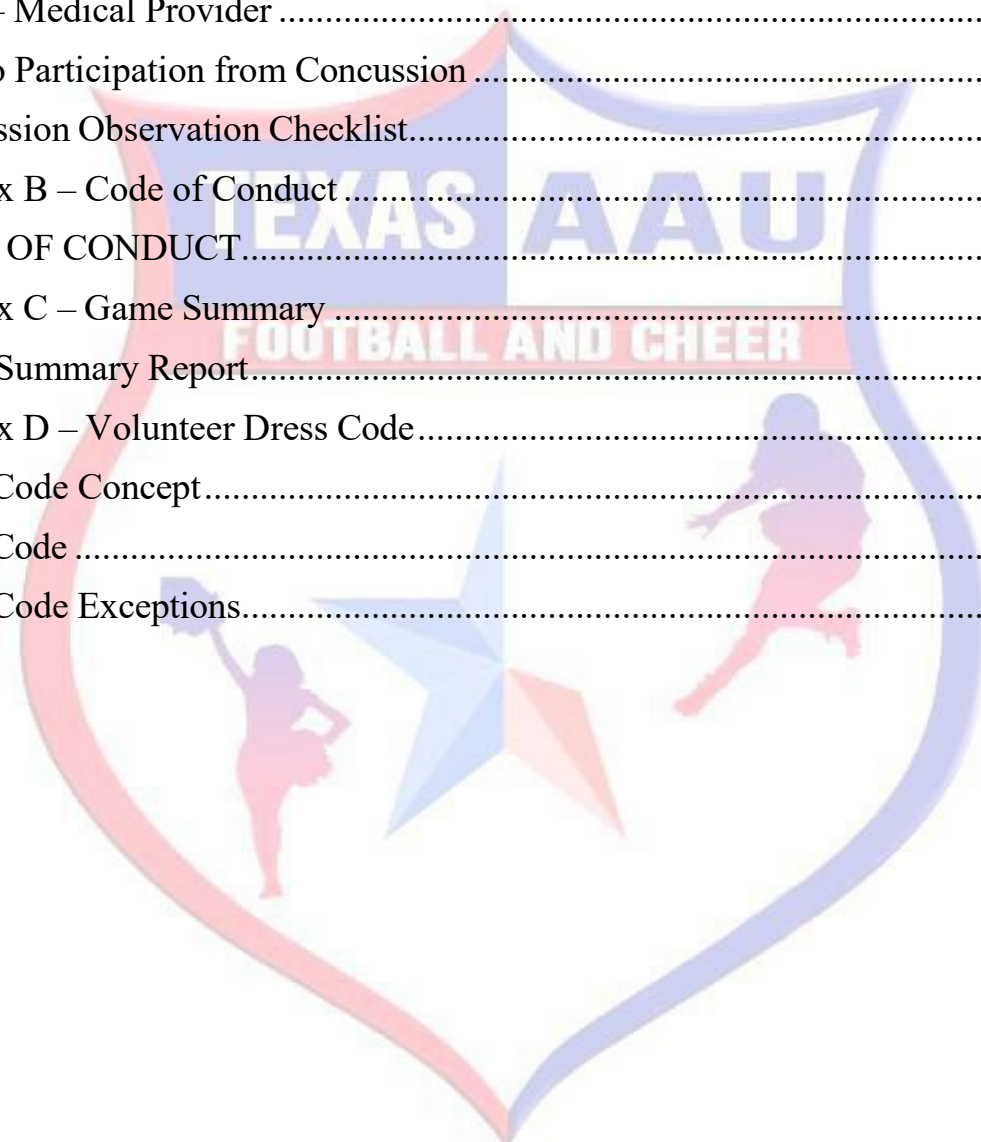 – Medical Provider ........................................................................
o Participation from Concussion ...................................................
ssion Observation Checklist..........................................................
x B – Code of Conduct .................................................................
OF CONDUCT............................................................................
TEXAS AAU
x C – Game Summary ..................................................................
FOOTBALL AND CHEER
Summary Report...........................................................................
x D – Volunteer Dress Code.........................................................
Code Concept................................................................................
Code .............................................................................................
Code Exceptions...........................................................................